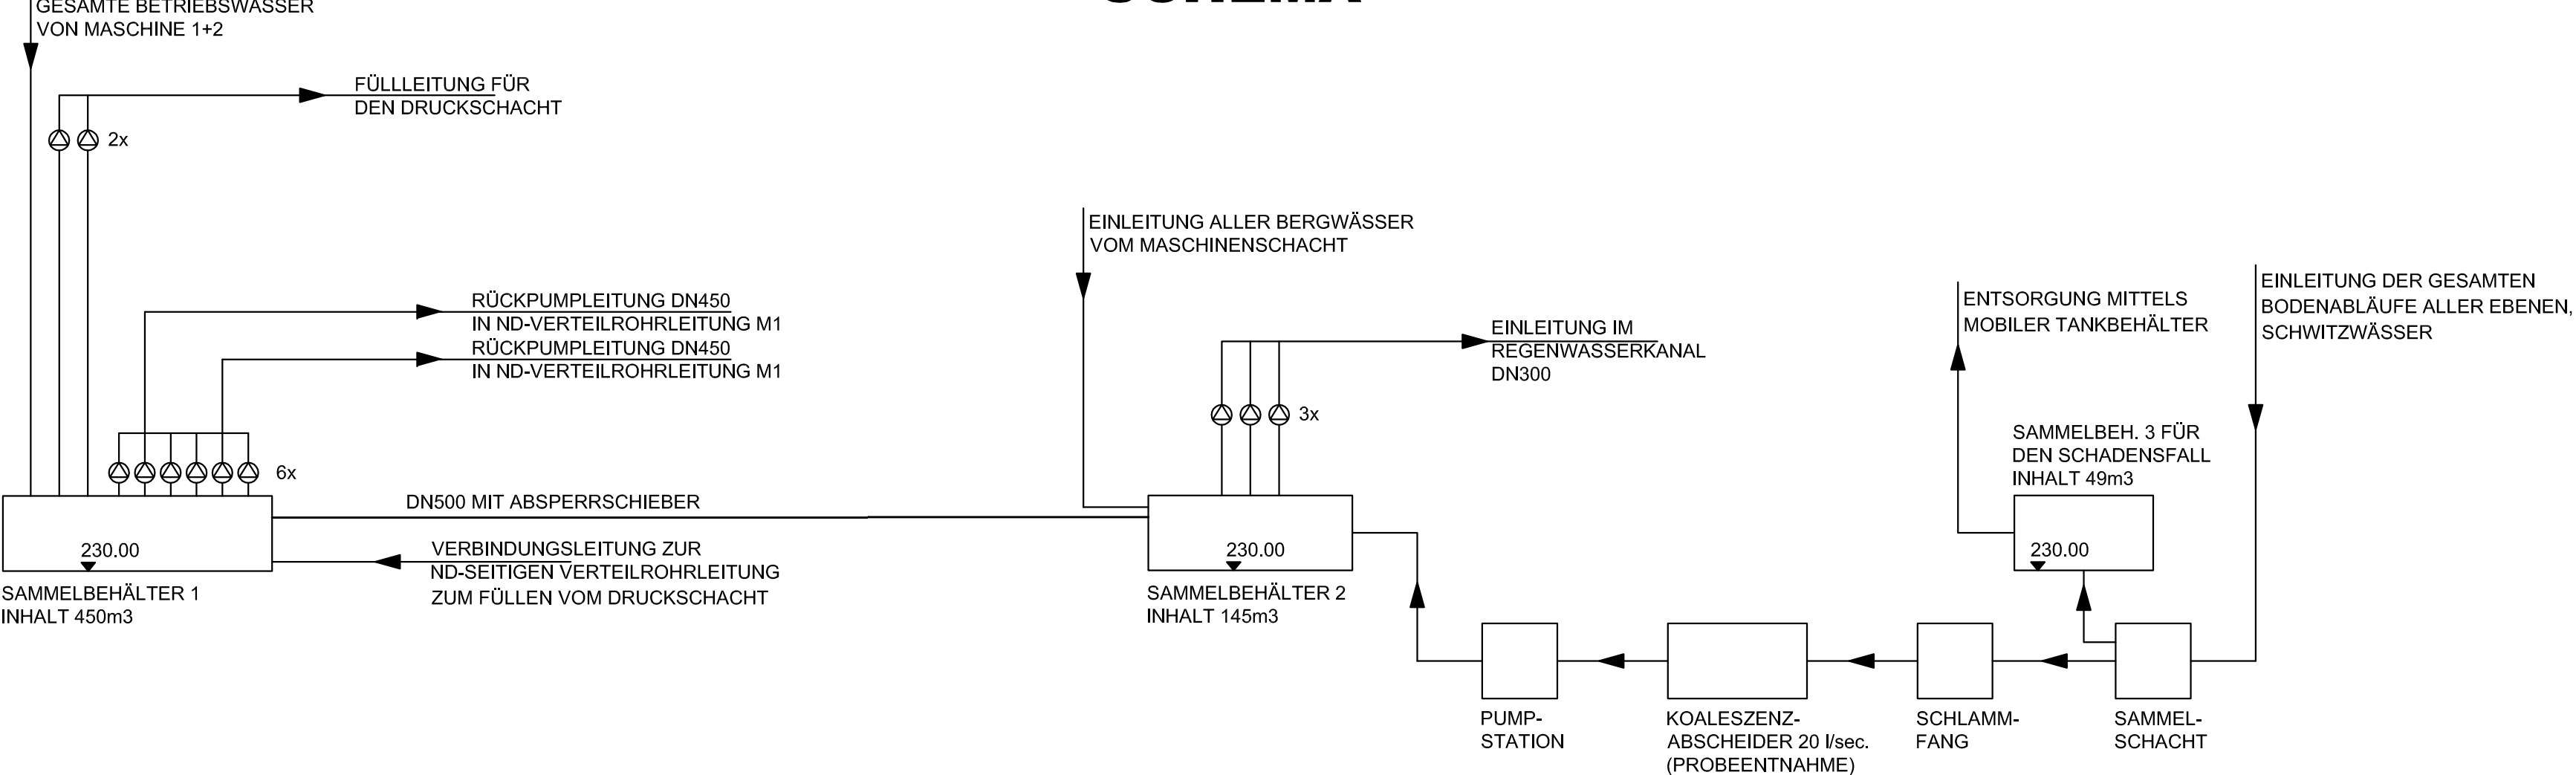 GESAMTE BETRIEBSWÄSSER
VON MASCHINE 1+2
SCHEMA
FÜLLLEITUNG FÜR
DEN DRUCKSCHACHT
2x
EINLEITUNG ALLER BERGWÄSSER
VOM MASCHINENSCHACHT
RÜCKPUMPLEITUNG DN450
IN ND-VERTEILROHRLEITUNG M1
RÜCKPUMPLEITUNG DN450
IN ND-VERTEILROHRLEITUNG M1
EINLEITUNG IM
REGENWASSERKANAL
DN300
3x
ENTSORGUNG MITTELS
MOBILER TANKBEHÄLTER
EINLEITUNG DER GESAMTEN
BODENABLÄUFE ALLER EBENEN,
SCHWITZWÄSSER
SAMMELBEH. 3 FÜR
DEN SCHADENSFALL
INHALT 49m3
6x
DN500 MIT ABSPERRSCHIEBER
230.00
VERBINDUNGSLEITUNG ZUR
ND-SEITIGEN VERTEILROHRLEITUNG
ZUM FÜLLEN VOM DRUCKSCHACHT
230.00
230.00
SAMMELBEHÄLTER 1
INHALT 450m3
SAMMELBEHÄLTER 2
INHALT 145m3
PUMP-
STATION
KOALESZENZ-
ABSCHEIDER 20 l/sec.
(PROBEENTNAHME)
SCHLAMM-
FANG
SAMMEL-
SCHACHT